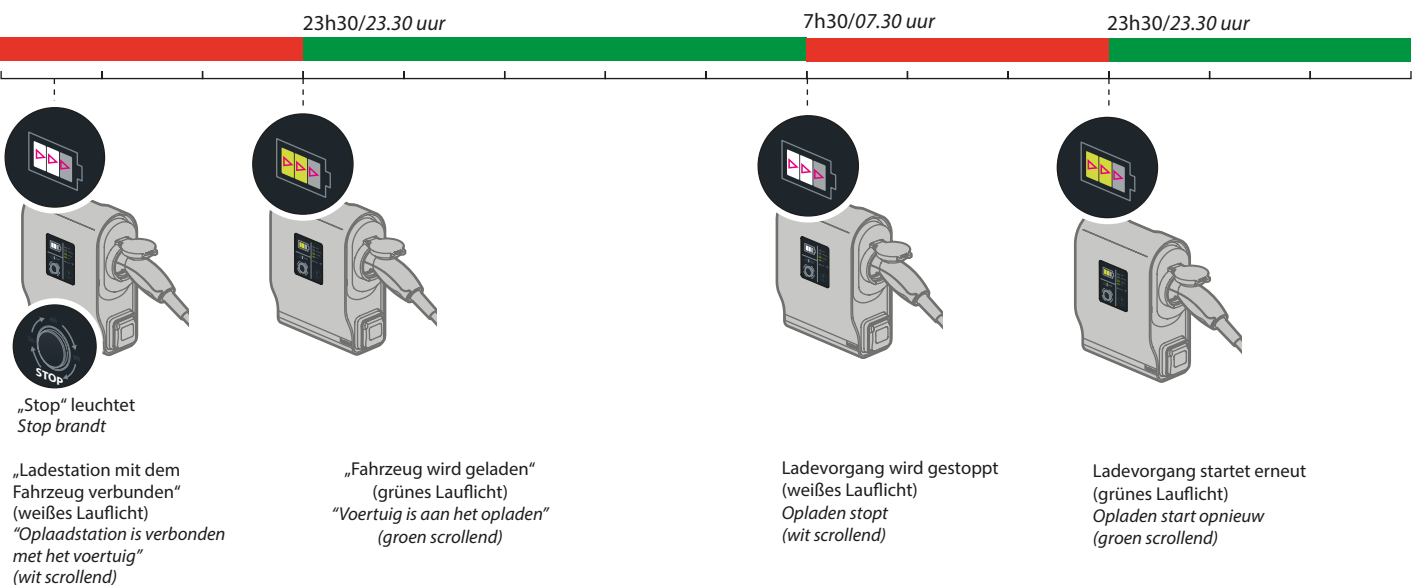 23h30/23.30 uur
7h30/07.30 uur
23h30/23.30 uur
STOP
„Stop“ leuchtet
Stop brandt
„Ladestation mit dem
Fahrzeug verbunden“
(weißes Lauflicht)
“Oplaadstation is verbonden
met het voertuig”
(wit scrollend)
„Fahrzeug wird geladen“
(grünes Lauflicht)
“Voertuig is aan het opladen”
(groen scrollend)
Ladevorgang wird gestoppt
(weißes Lauflicht)
Opladen stopt
(wit scrollend)
Ladevorgang startet erneut
(grünes Lauflicht)
Opladen start opnieuw
(groen scrollend)